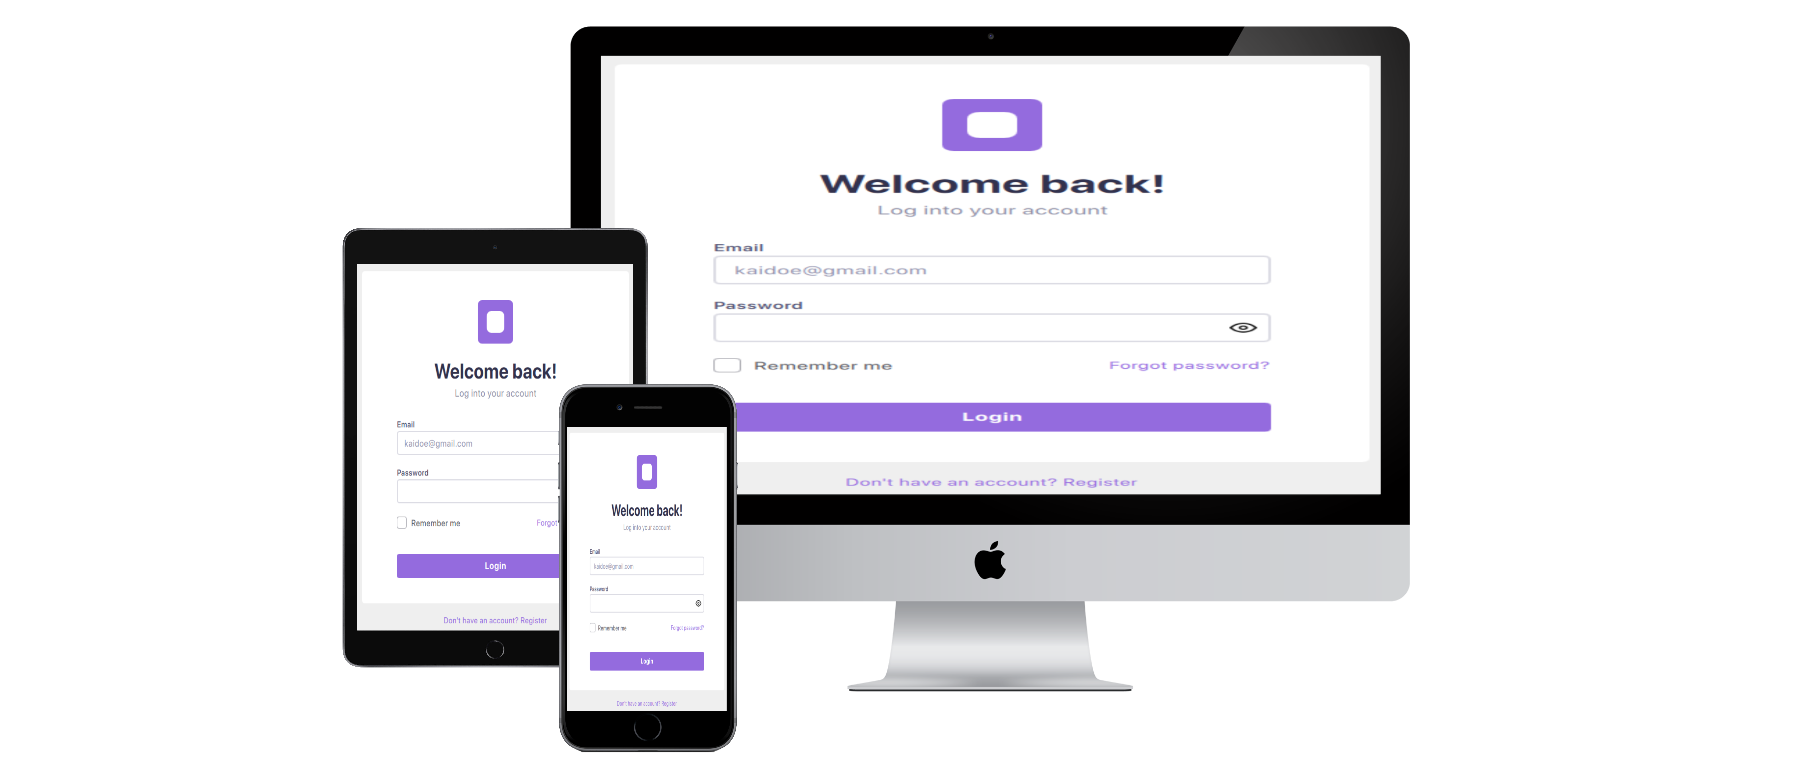 Welcome back!
Log into your account
Email
kaidoe@gmail.com
Password
Remember me
Forgot password?
Login
Don't have an account? Register
Welcome back!
Log into your account
Email
kaidoe@gmail.com
Password
Remember me
Forgot
Login
Don't have an account? Register
Welcome back!
Log into your account
Email
kaidoe@gmail.com
Password
Remember me
Forgot password?
Login
Don't have an account? Register